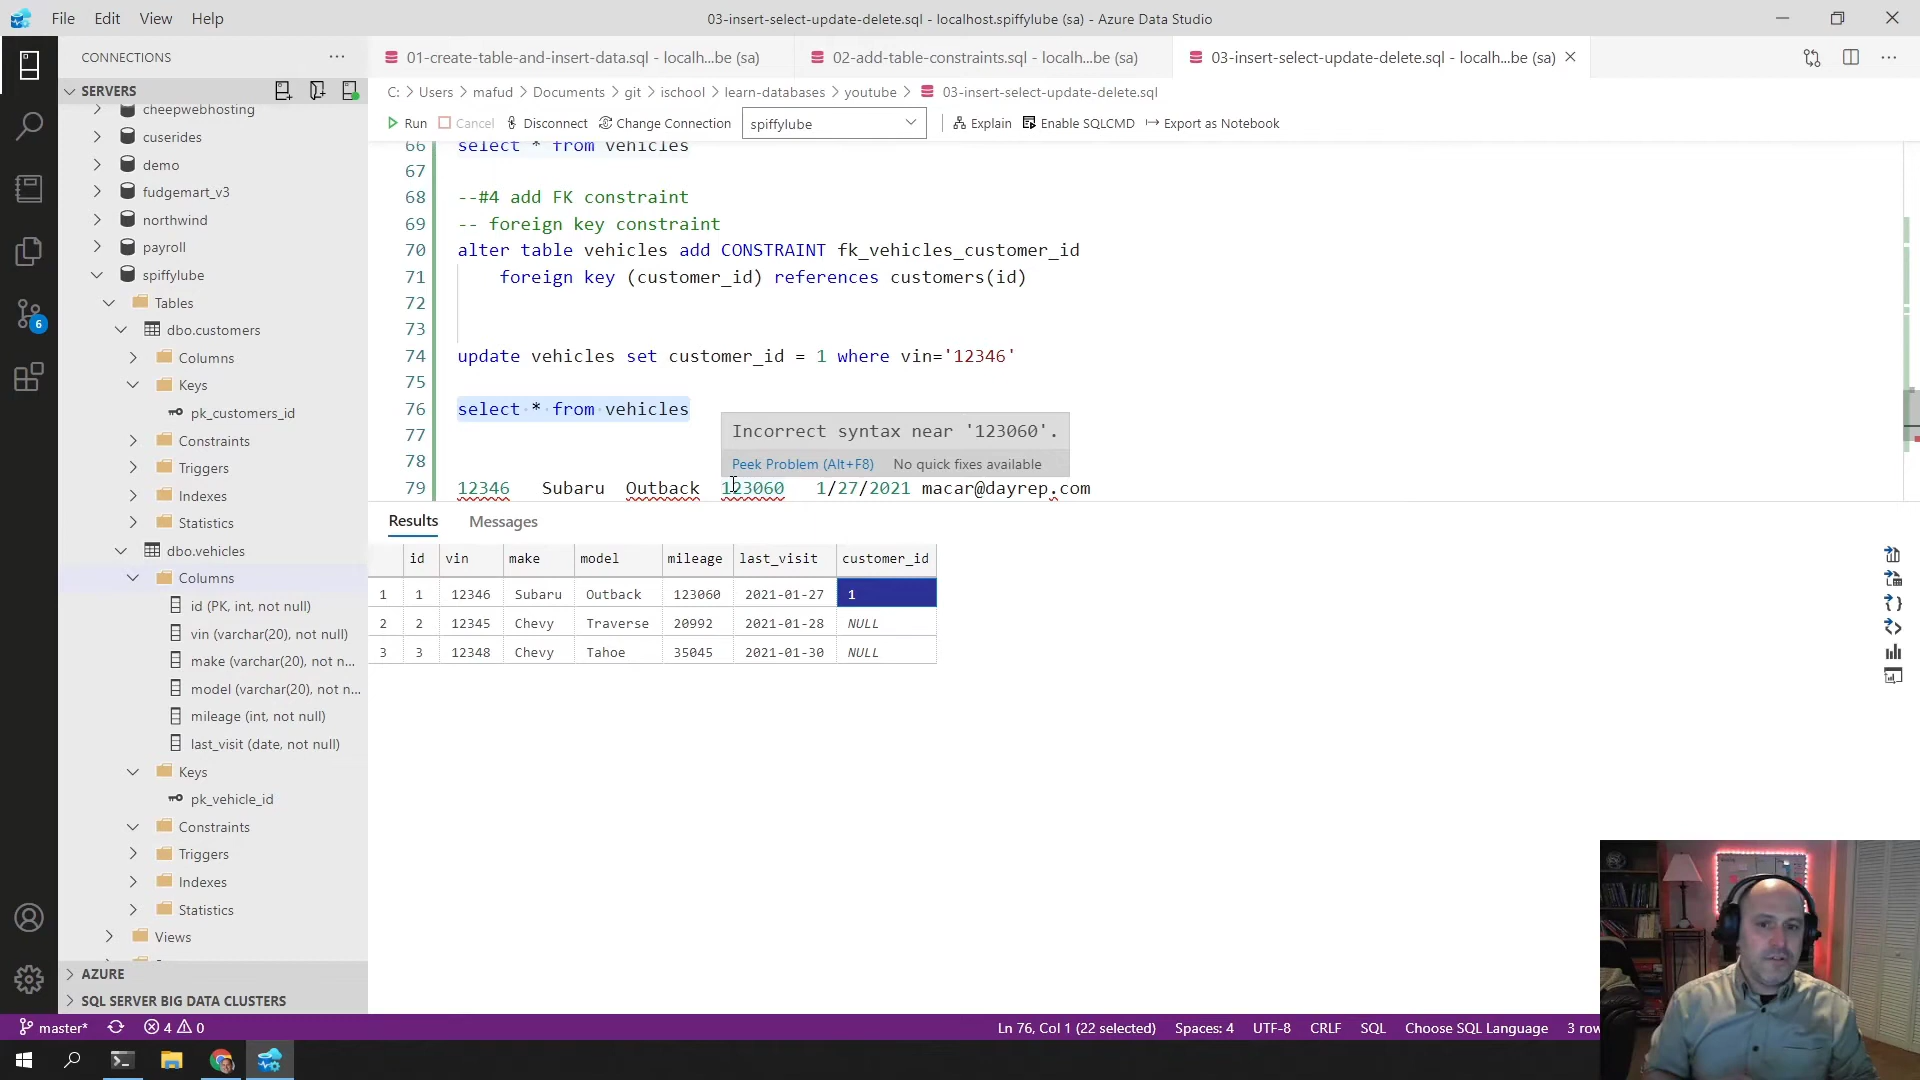 File Edit View Help
03-insert-select-update-delete.sql - localhost.spiffylube (sa) - Azure Data Studio
CONNECTIONS
01-create-table-and-insert-data.sql - localh...be (sa)
02-add-table-constraints.sql - localh...be (sa)
03-insert-select-update-delete.sql - localh...be (sa)
SERVERS
C: > Users > mafud > Documents > git > ischool > learn-databases > youtube > 03-insert-select-update-delete.sql
Run Cancel Disconnect Change Connection spiffylube Explain Enable SQLCMD Export as Notebook
cheepwebhosting
cuserides
demo
fudgemart_v3
northwind
payroll
spiffylube
Tables
dbo.customers
Columns
Keys
pk_customers_id
Constraints
Triggers
Indexes
Statistics
dbo.vehicles
Columns
id (PK, int, not null)
vin (varchar(20), not null)
make (varchar(20), not n...
model (varchar(20), not n...
mileage (int, not null)
last_visit (date, not null)
Keys
pk_vehicle_id
Constraints
Triggers
Indexes
Statistics
Views
AZURE
SQL SERVER BIG DATA CLUSTERS
6
66 select * from vehicles
67
68 --#4 add FK constraint
69 -- foreign key constraint
70 alter table vehicles add CONSTRAINT fk_vehicles_customer_id
71 foreign key (customer_id) references customers(id)
72
73
74 update vehicles set customer_id = 1 where vin='12346'
75
76 select * from vehicles
77
78
79 12346 Subaru Outback 123060 1/27/2021 macar@dayrep.com
Incorrect syntax near '123060'.
Peek Problem (Alt+F8) No quick fixes available
Results Messages
id vin make model mileage last_visit customer_id
1 1 12346 Subaru Outback 123060 2021-01-27 1
2 2 12345 Chevy Traverse 20992 2021-01-28 NULL
3 3 12348 Chevy Tahoe 35045 2021-01-30 NULL
master* 4 0 Ln 76, Col 1 (22 selected) Spaces: 4 UTF-8 CRLF SQL Choose SQL Language 3 row